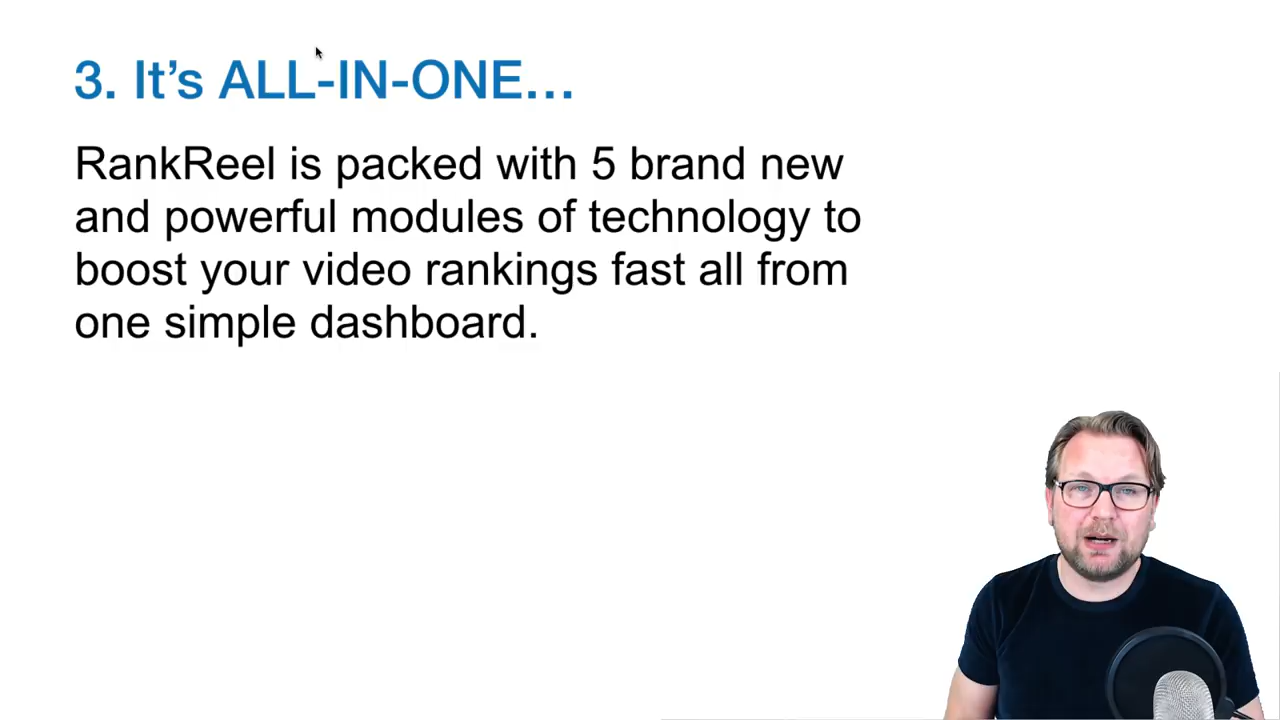 3. It’s ALL-IN-ONE…
RankReel is packed with 5 brand new
and powerful modules of technology to
boost your video rankings fast all from
one simple dashboard.